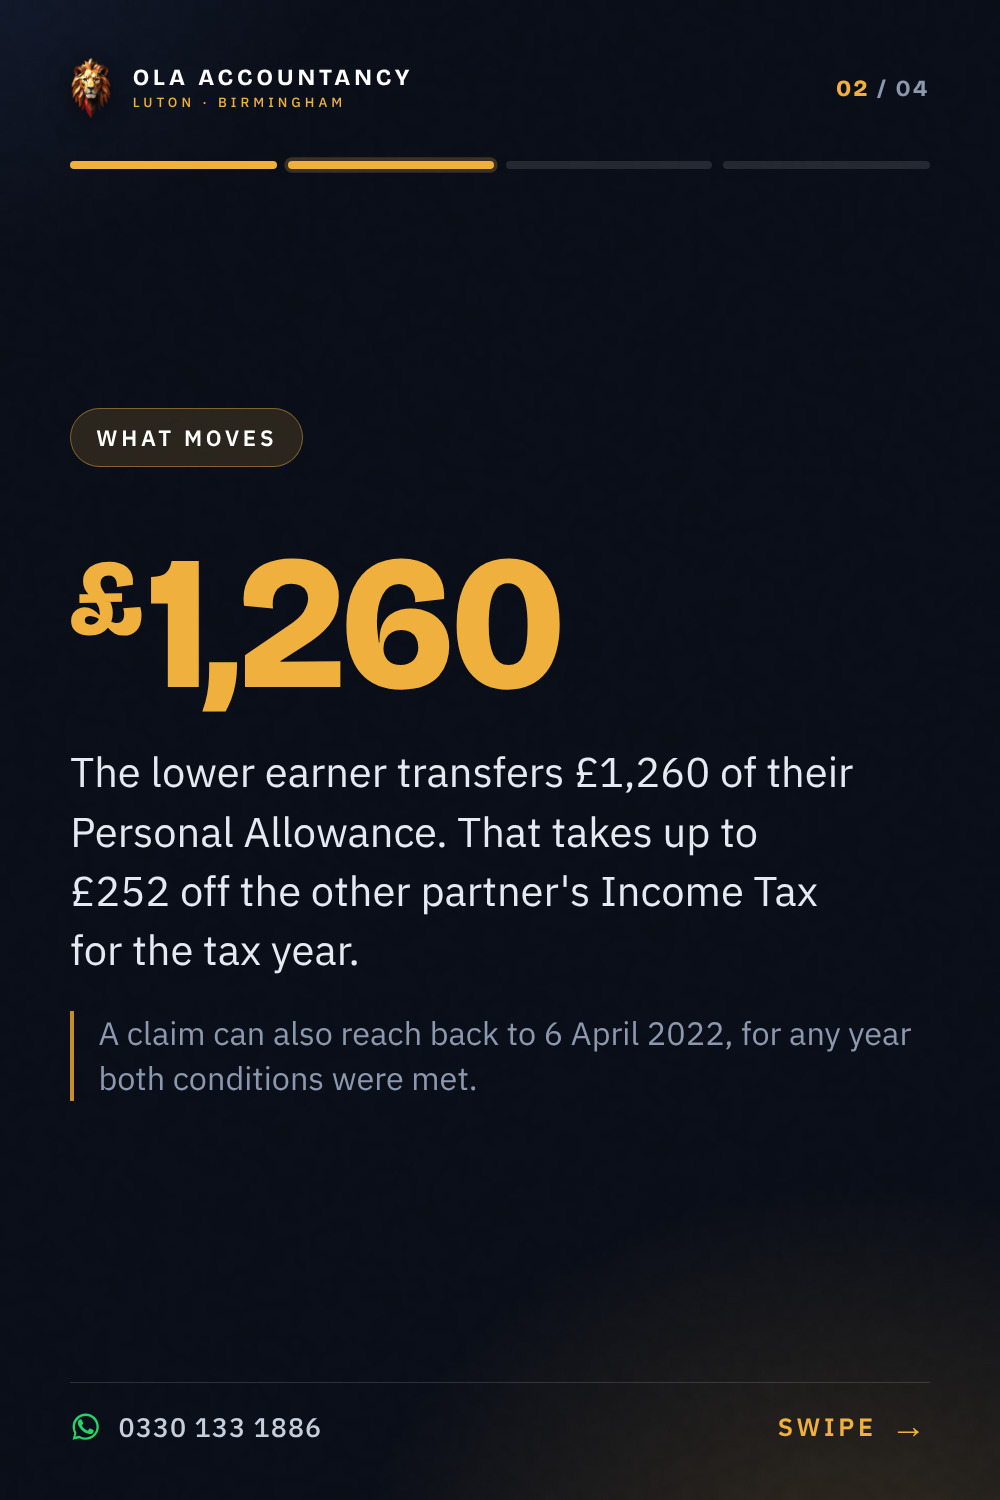 OLA ACCOUNTANCY
LUTON · BIRMINGHAM
02 / 04
WHAT MOVES
£1,260
The lower earner transfers £1,260 of their
Personal Allowance. That takes up to
£252 off the other partner's Income Tax
for the tax year.
A claim can also reach back to 6 April 2022, for any year
both conditions were met.
0330 133 1886
SWIPE →